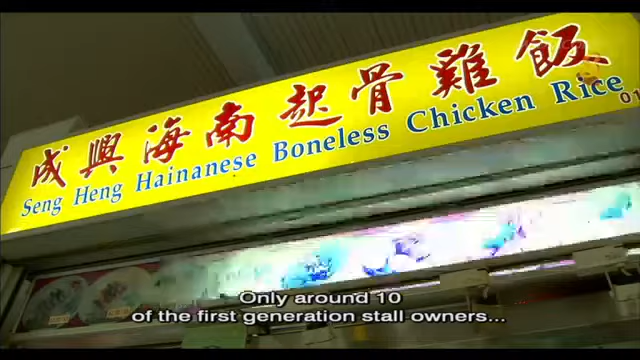 成興海南起骨雞飯
Seng Heng Hainanese Boneless Chicken Rice
01
Only around 10
of the first generation stall owners...